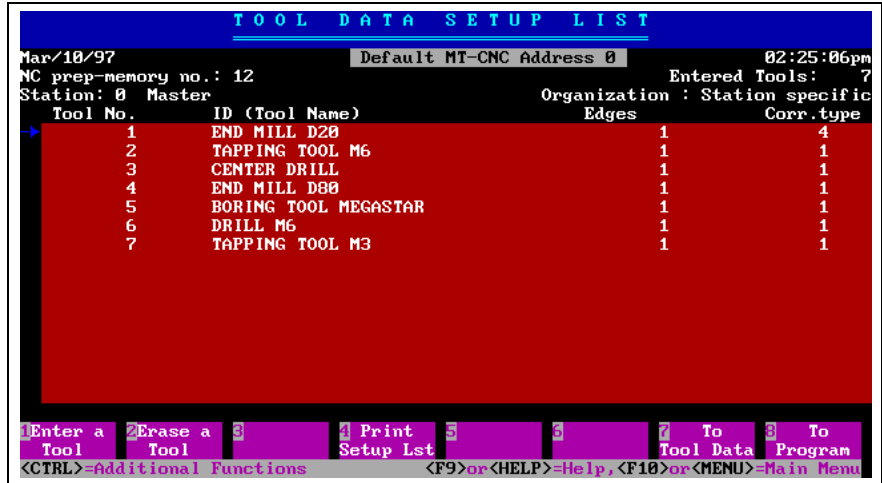 TOOL DATA SETUP LIST
Mar/10/97 Default MT-CNC Address 0 02:25:06pm
NC prep-memory no.: 12 Entered Tools: 7
Station: 0 Master Organization : Station specific
Tool No. ID (Tool Name) Edges Corr.type
1 END MILL D20 1 4
2 TAPPING TOOL M6 1 1
3 CENTER DRILL 1 1
4 END MILL D80 1 1
5 BORING TOOL MEGASTAR 1 1
6 DRILL M6 1 1
7 TAPPING TOOL M3 1 1
1Enter a 2Erase a 3 4 Print 5 6 7 To 8 To
Tool Tool Setup Lst Tool Data Program
<CTRL>=Additional Functions <F9>or<HELP>=Help,<F10>or<MENU>=Main Menu